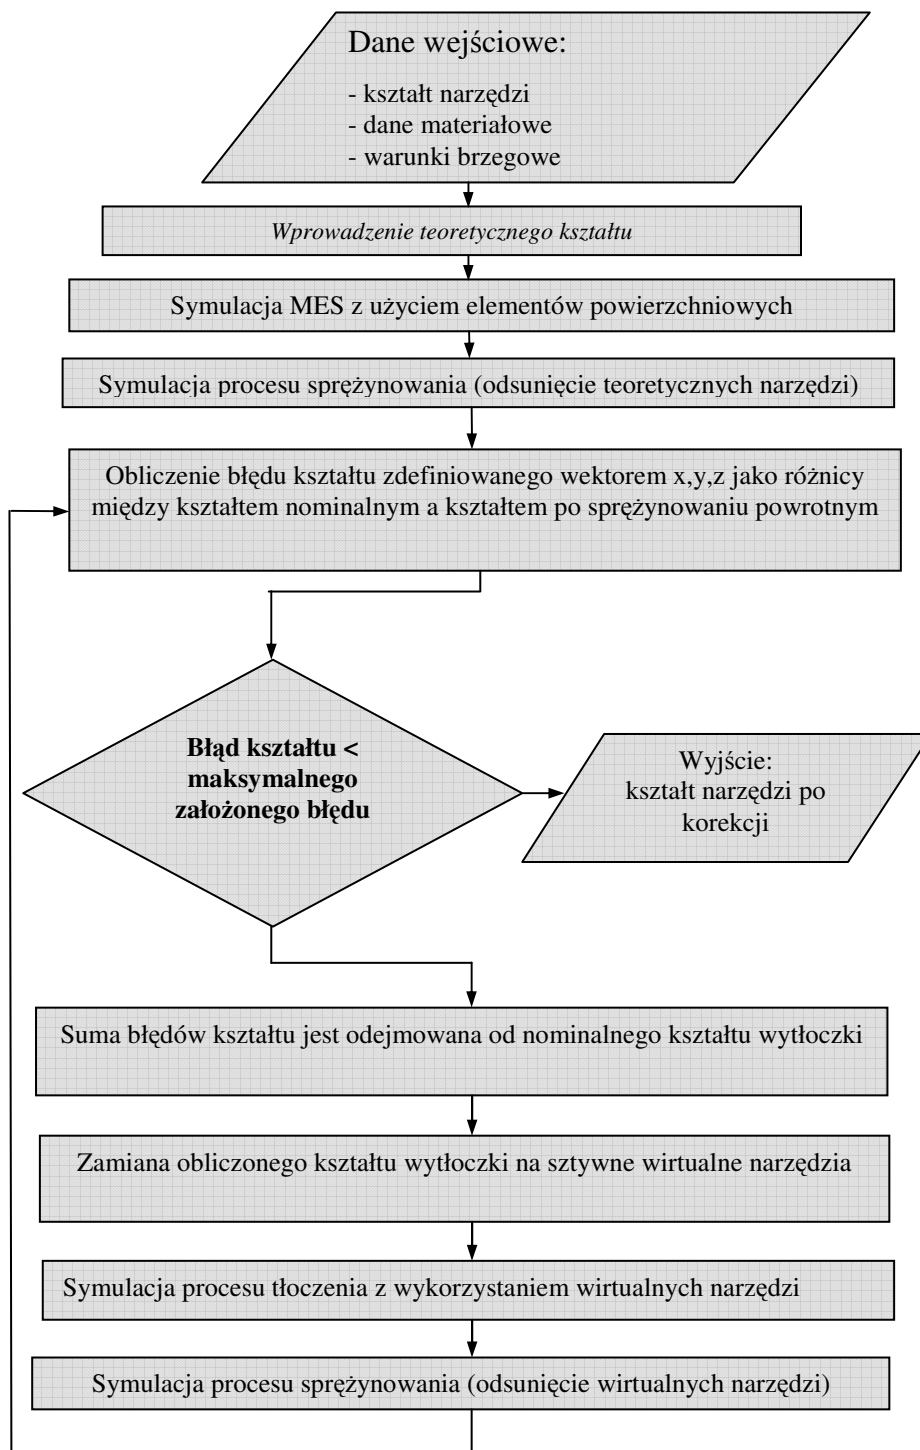 Dane wejściowe:
- kształt narzędzi
- dane materiałowe
- warunki brzegowe
Wprowadzenie teoretycznego kształtu
Symulacja MES z użyciem elementów powierzchniowych
Symulacja procesu sprężynowania (odsunięcie teoretycznych narzędzi)
Obliczenie błędu kształtu zdefiniowanego wektorem x,y,z jako różnicy
między kształtem nominalnym a kształtem po sprężynowaniu powrotnym
Błąd kształtu <
maksymalnego
założonego błędu
Wyjście:
kształt narzędzi po
korekcji
Suma błędów kształtu jest odejmowana od nominalnego kształtu wytłoczki
Zamiana obliczonego kształtu wytłoczki na sztywne wirtualne narzędzia
Symulacja procesu tłoczenia z wykorzystaniem wirtualnych narzędzi
Symulacja procesu sprężynowania (odsunięcie wirtualnych narzędzi)